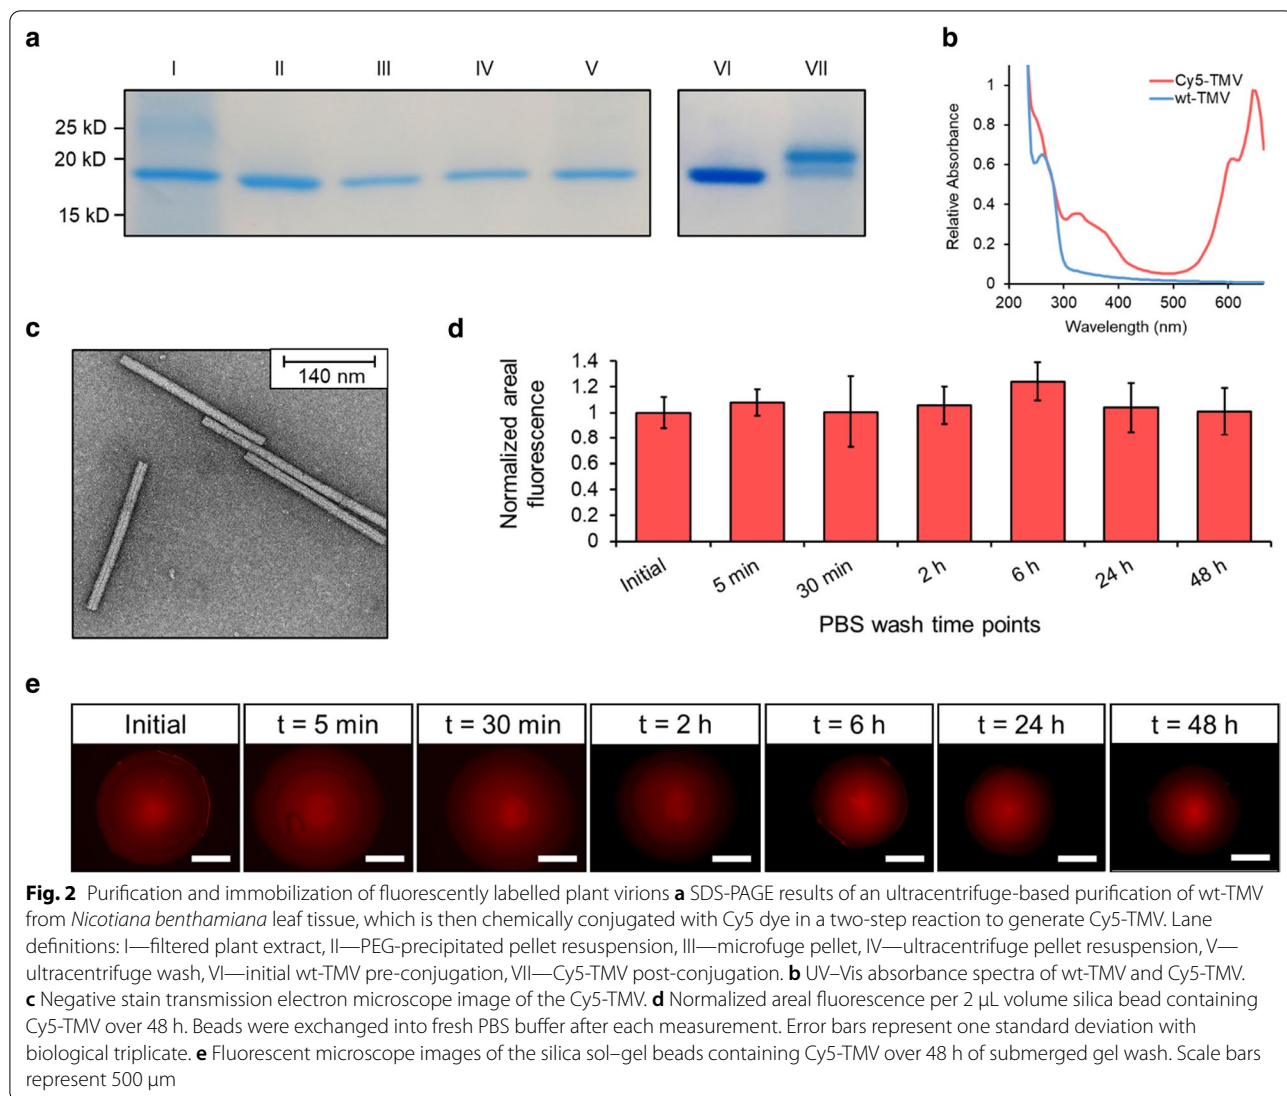 a
I II III IV V VI VII
25 kD
20 kD
15 kD
b
Relative Absorbance
1
0.8
0.6
0.4
0.2
0
200 300 400 500 600
Wavelength (nm)
Cy5-TMV
wt-TMV
c
140 nm
d
Normalized areal
fluorescence
1.4
1.2
1
0.8
0.6
0.4
0.2
0
Initial 5 min 30 min 2 h 6 h 24 h 48 h
PBS wash time points
e
Initial t = 5 min t = 30 min t = 2 h t = 6 h t = 24 h t = 48 h
Fig. 2 Purification and immobilization of fluorescently labelled plant virions a SDS-PAGE results of an ultracentrifuge-based purification of wt-TMV
from Nicotiana benthamiana leaf tissue, which is then chemically conjugated with Cy5 dye in a two-step reaction to generate Cy5-TMV. Lane
definitions: I—filtered plant extract, II—PEG-precipitated pellet resuspension, III—microfuge pellet, IV—ultracentrifuge pellet resuspension, V—
ultracentrifuge wash, VI—initial wt-TMV pre-conjugation, VII—Cy5-TMV post-conjugation. b UV–Vis absorbance spectra of wt-TMV and Cy5-TMV.
c Negative stain transmission electron microscope image of the Cy5-TMV. d Normalized areal fluorescence per 2 μL volume silica bead containing
Cy5-TMV over 48 h. Beads were exchanged into fresh PBS buffer after each measurement. Error bars represent one standard deviation with
biological triplicate. e Fluorescent microscope images of the silica sol–gel beads containing Cy5-TMV over 48 h of submerged gel wash. Scale bars
represent 500 μm